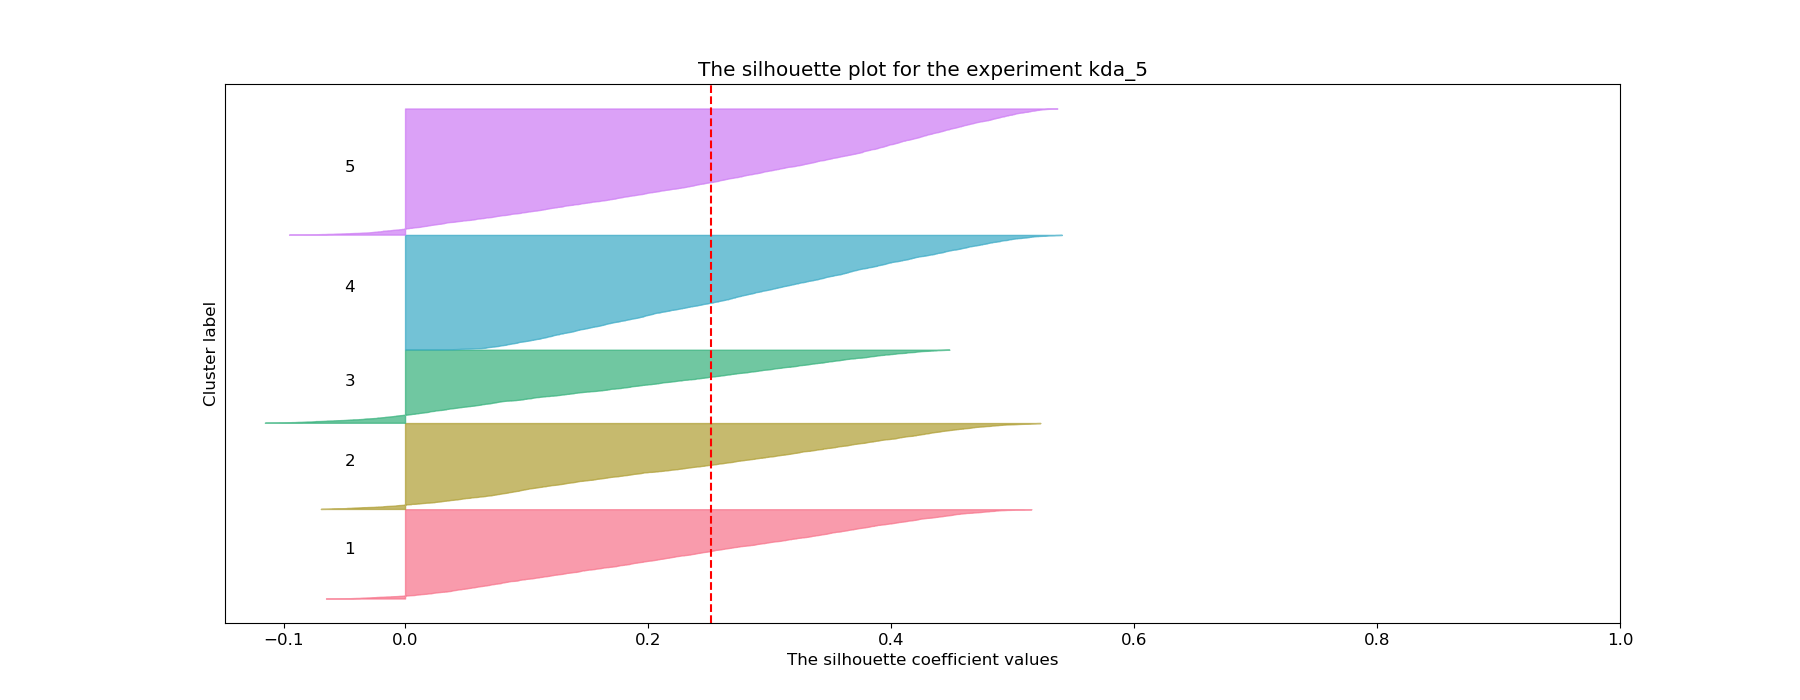 The silhouette plot for the experiment kda_5
Cluster label
5
4
3
2
1
−0.1 0.0 0.2 0.4 0.6 0.8 1.0
The silhouette coefficient values